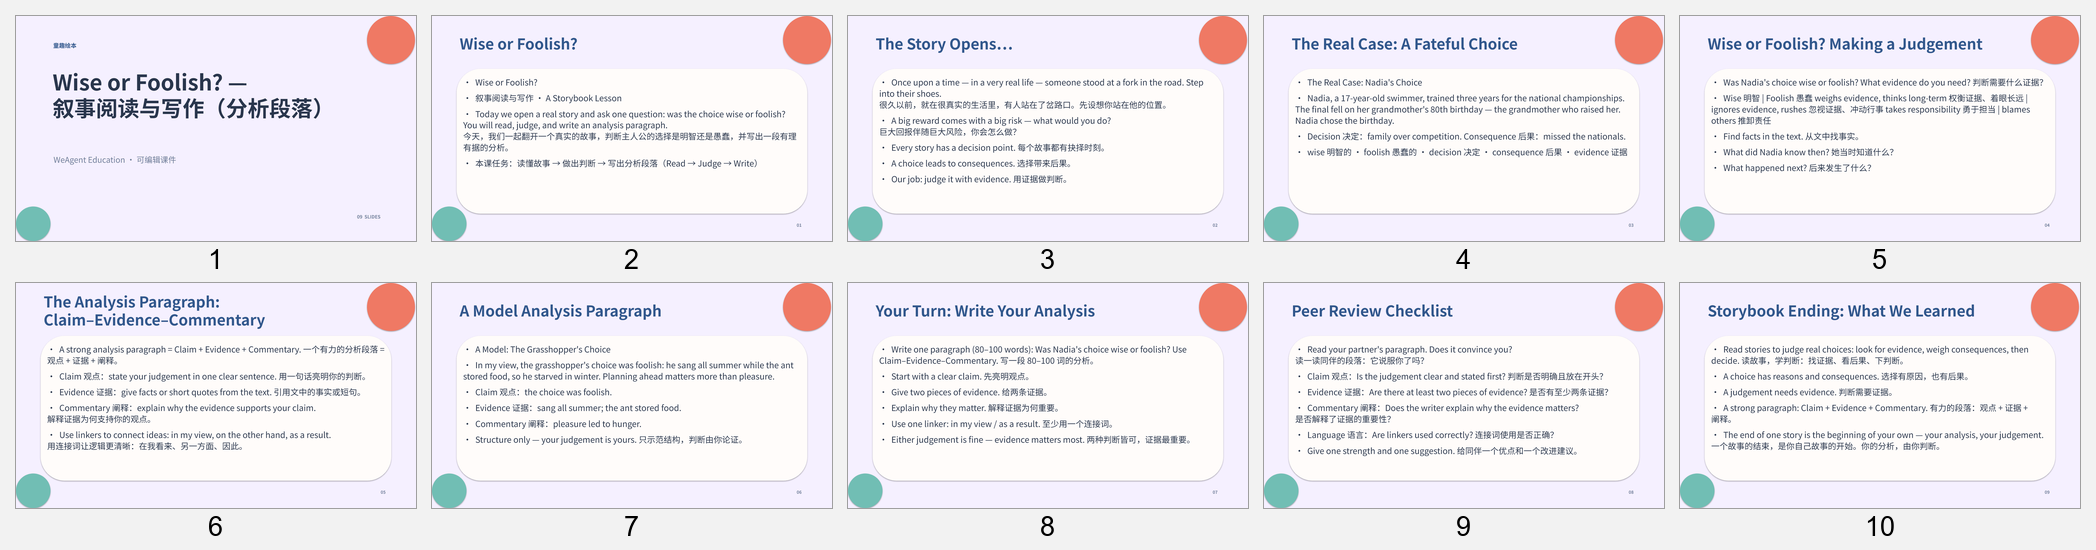 童趣绘本
Wise or Foolish? —
叙事阅读与写作（分析段落）
WeAgent Education · 可编辑课件
09 SLIDES
1
Wise or Foolish?
• Wise or Foolish?
• 叙事阅读与写作 · A Storybook Lesson
• Today we open a real story and ask one question: was the choice wise or foolish?
You will read, judge, and write an analysis paragraph.
今天，我们一起翻开一个真实的故事，判断主人公的选择是明智还是愚蠢，并写出一段有理
有据的分析。
• 本课任务：读懂故事 → 做出判断 → 写出分析段落（Read → Judge → Write）
01
2
The Story Opens…
• Once upon a time — in a very real life — someone stood at a fork in the road. Step
into their shoes.
很久以前，就在很真实的生活里，有人站在了岔路口。先设想你站在他的位置。
• A big reward comes with a big risk — what would you do?
巨大回报伴随巨大风险，你会怎么做？
• Every story has a decision point. 每个故事都有抉择时刻。
• A choice leads to consequences. 选择带来后果。
• Our job: judge it with evidence. 用证据做判断。
02
3
The Real Case: A Fateful Choice
• The Real Case: Nadia's Choice
• Nadia, a 17-year-old swimmer, trained three years for the national championships.
The final fell on her grandmother's 80th birthday — the grandmother who raised her.
Nadia chose the birthday.
• Decision 决定：family over competition. Consequence 后果：missed the nationals.
• wise 明智的 · foolish 愚蠢的 · decision 决定 · consequence 后果 · evidence 证据
03
4
Wise or Foolish? Making a Judgement
• Was Nadia's choice wise or foolish? What evidence do you need? 判断需要什么证据？
• Wise 明智 | Foolish 愚蠢 weighs evidence, thinks long-term 权衡证据、着眼长远 |
ignores evidence, rushes 忽视证据、冲动行事 takes responsibility 勇于担当 | blames
others 推卸责任
• Find facts in the text. 从文中找事实。
• What did Nadia know then? 她当时知道什么？
• What happened next? 后来发生了什么？
04
5
The Analysis Paragraph:
Claim–Evidence–Commentary
• A strong analysis paragraph = Claim + Evidence + Commentary. 一个有力的分析段落 =
观点 + 证据 + 阐释。
• Claim 观点：state your judgement in one clear sentence. 用一句话亮明你的判断。
• Evidence 证据：give facts or short quotes from the text. 引用文中的事实或短句。
• Commentary 阐释：explain why the evidence supports your claim.
解释证据为何支持你的观点。
• Use linkers to connect ideas: in my view, on the other hand, as a result.
用连接词让逻辑更清晰：在我看来、另一方面、因此。
05
6
A Model Analysis Paragraph
• A Model: The Grasshopper's Choice
• In my view, the grasshopper's choice was foolish: he sang all summer while the ant
stored food, so he starved in winter. Planning ahead matters more than pleasure.
• Claim 观点：the choice was foolish.
• Evidence 证据：sang all summer; the ant stored food.
• Commentary 阐释：pleasure led to hunger.
• Structure only — your judgement is yours. 只示范结构，判断由你论证。
06
7
Your Turn: Write Your Analysis
• Write one paragraph (80–100 words): Was Nadia's choice wise or foolish? Use
Claim–Evidence–Commentary. 写一段 80–100 词的分析。
• Start with a clear claim. 先亮明观点。
• Give two pieces of evidence. 给两条证据。
• Explain why they matter. 解释证据为何重要。
• Use one linker: in my view / as a result. 至少用一个连接词。
• Either judgement is fine — evidence matters most. 两种判断皆可，证据最重要。
07
8
Peer Review Checklist
• Read your partner's paragraph. Does it convince you?
读一读同伴的段落：它说服你了吗？
• Claim 观点：Is the judgement clear and stated first? 判断是否明确且放在开头？
• Evidence 证据：Are there at least two pieces of evidence? 是否有至少两条证据？
• Commentary 阐释：Does the writer explain why the evidence matters?
是否解释了证据的重要性？
• Language 语言：Are linkers used correctly? 连接词使用是否正确？
• Give one strength and one suggestion. 给同伴一个优点和一个改进建议。
08
9
Storybook Ending: What We Learned
• Read stories to judge real choices: look for evidence, weigh consequences, then
decide. 读故事，学判断：找证据、看后果、下判断。
• A choice has reasons and consequences. 选择有原因，也有后果。
• A judgement needs evidence. 判断需要证据。
• A strong paragraph: Claim + Evidence + Commentary. 有力的段落：观点 + 证据 +
阐释。
• The end of one story is the beginning of your own — your analysis, your judgement.
一个故事的结束，是你自己故事的开始。你的分析，由你判断。
09
10